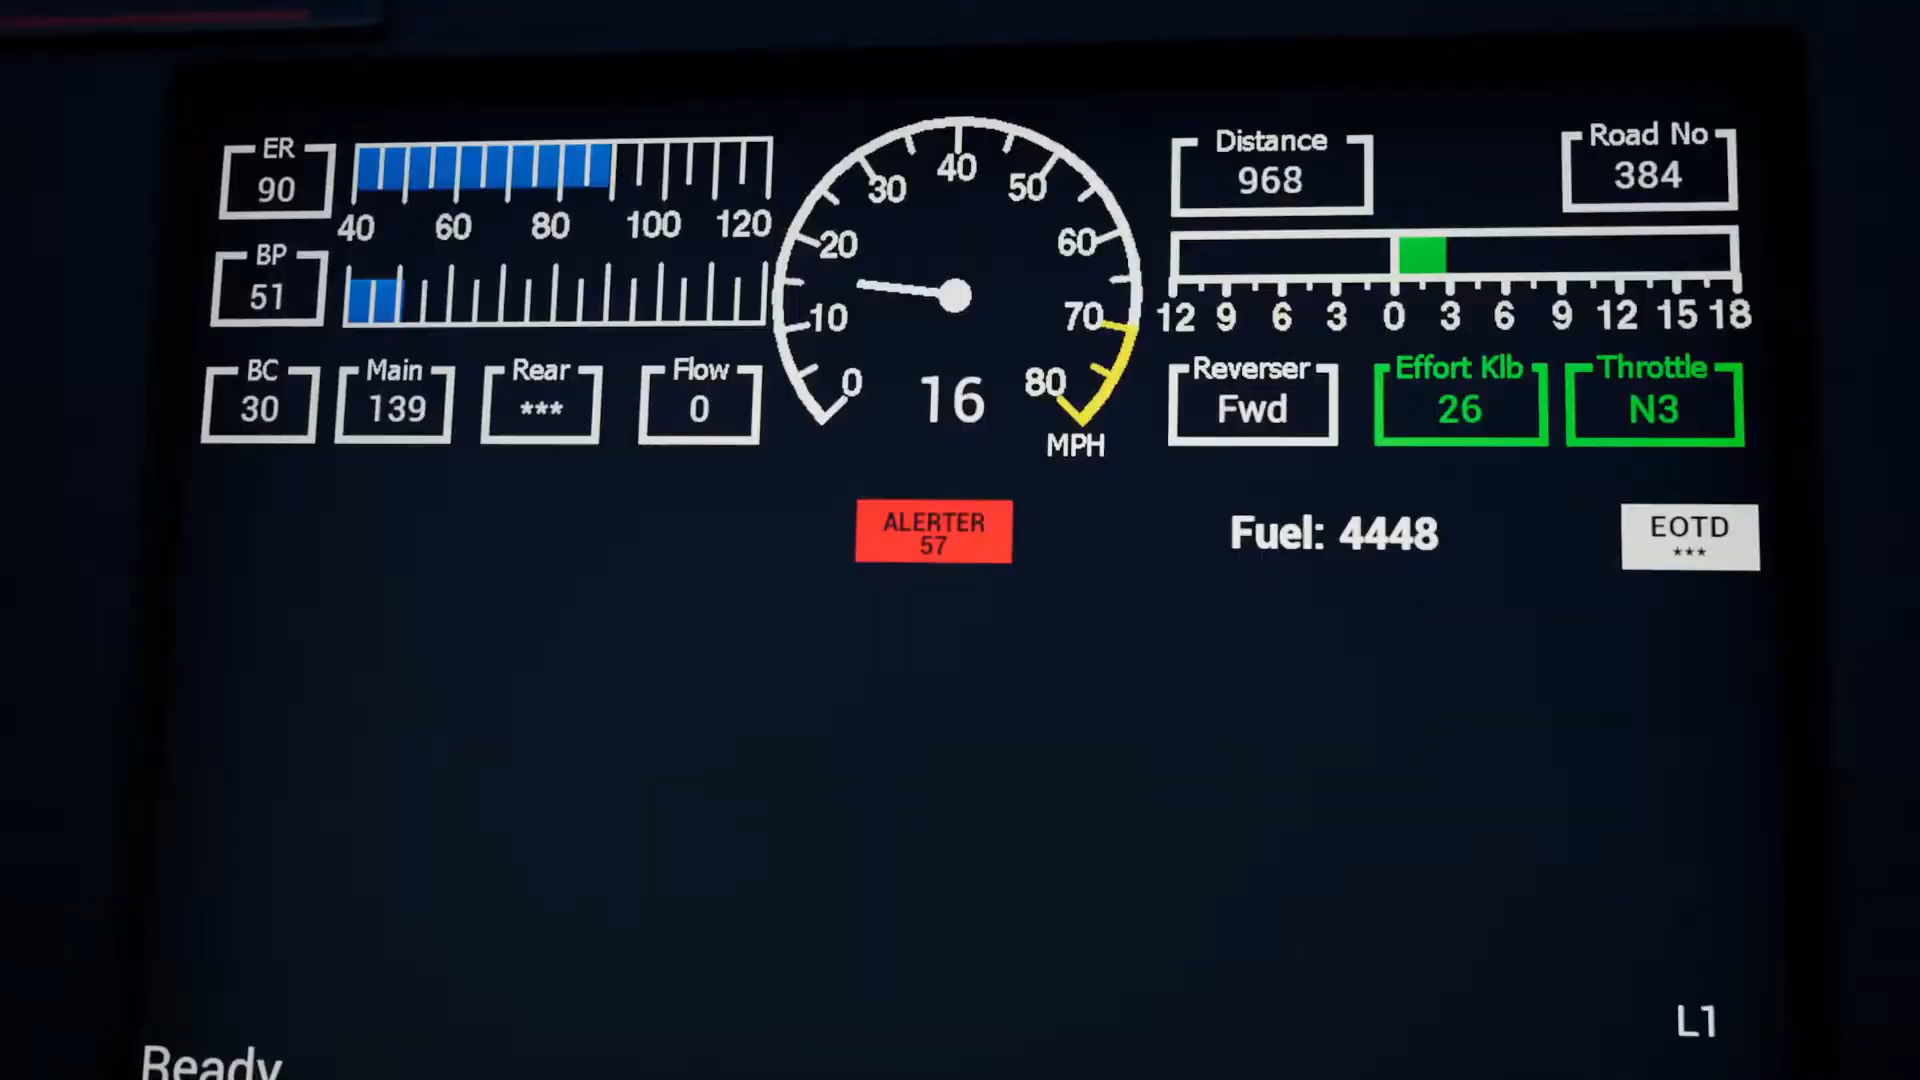 ER
90
40 60 80 100 120
BP
51
BC
30
Main
139
Rear
***
Flow
0
0 10 20 30 40 50 60 70 80
16
MPH
Distance
968
Road No
384
12 9 6 3 0 3 6 9 12 15 18
Reverser
Fwd
Effort Klb
26
Throttle
N3
ALERTER
57
Fuel: 4448
EOTD
***
L1
Ready